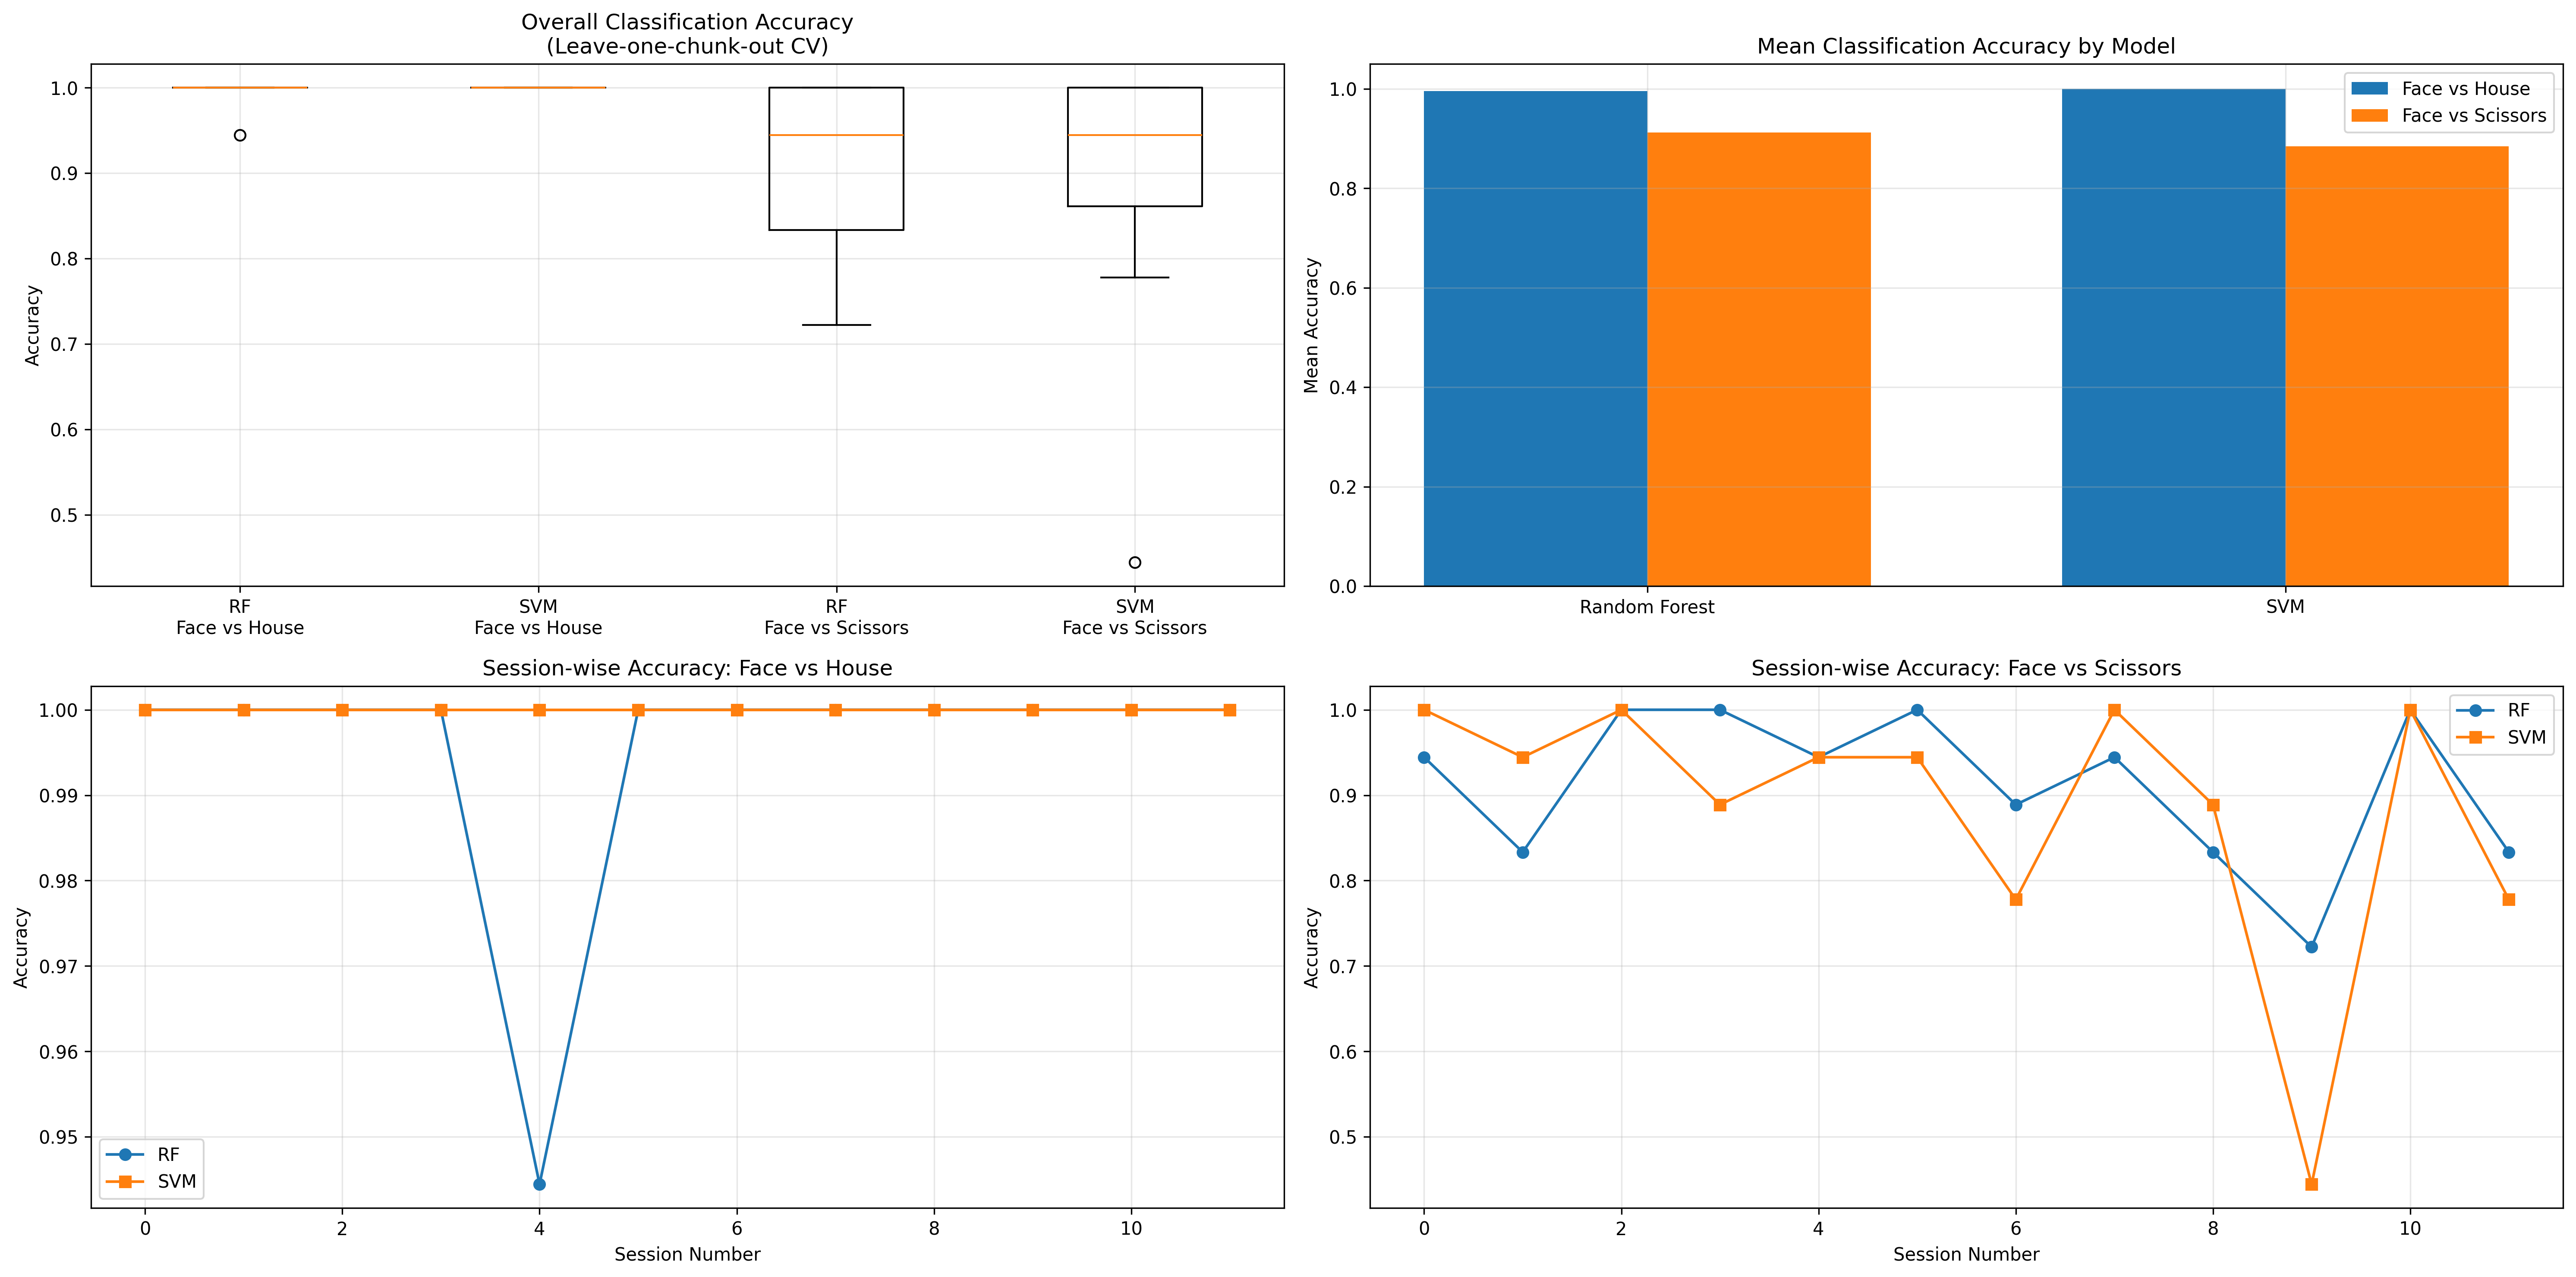 Overall Classification Accuracy
(Leave-one-chunk-out CV)
Accuracy
1.0
0.9
0.8
0.7
0.6
0.5
RF
Face vs House
SVM
Face vs House
RF
Face vs Scissors
SVM
Face vs Scissors
Mean Classification Accuracy by Model
Mean Accuracy
1.0
0.8
0.6
0.4
0.2
0.0
Face vs House
Face vs Scissors
Random Forest
SVM
Session-wise Accuracy: Face vs House
Accuracy
1.00
0.99
0.98
0.97
0.96
0.95
RF
SVM
0 2 4 6 8 10
Session Number
Session-wise Accuracy: Face vs Scissors
Accuracy
1.0
0.9
0.8
0.7
0.6
0.5
RF
SVM
0 2 4 6 8 10
Session Number